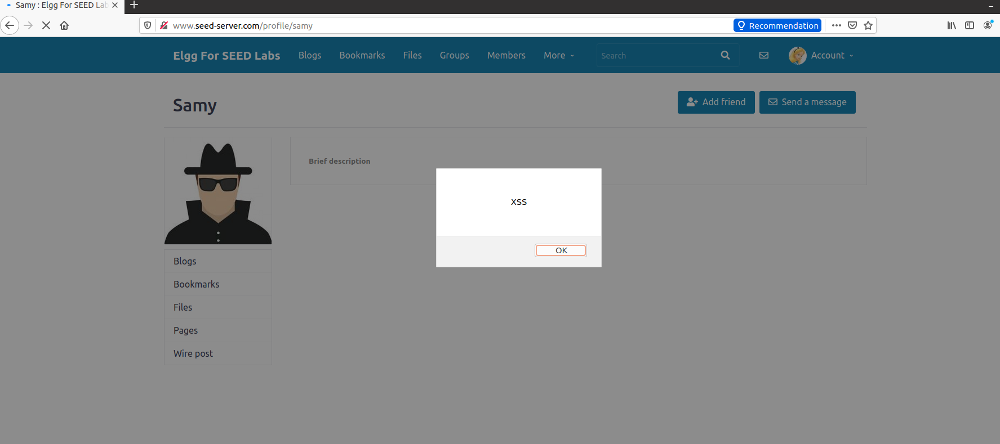 Samy : Elgg For SEED Lab
www.seed-server.com/profile/samy
Recommendation
Elgg For SEED Labs
Blogs
Bookmarks
Files
Groups
Members
More
Search
Account
Samy
Add friend
Send a message
Brief description
XSS
OK
Blogs
Bookmarks
Files
Pages
Wire post